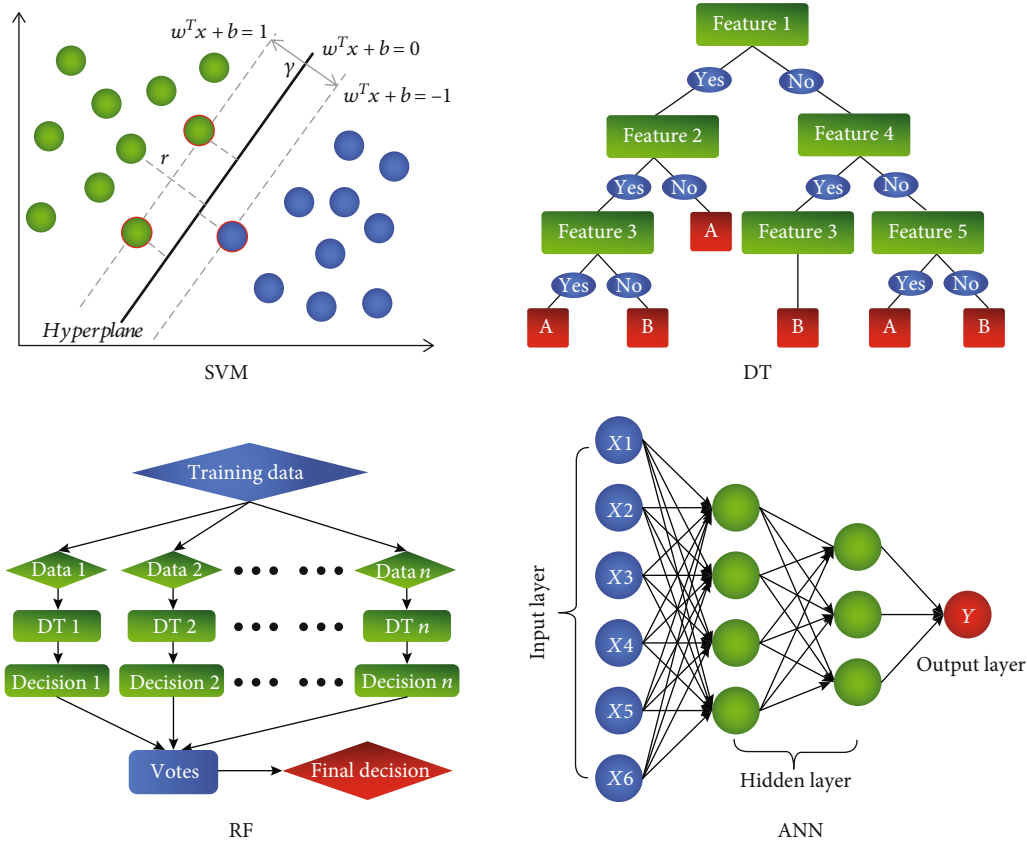 wᵀx + b = 1
wᵀx + b = 0
γ
wᵀx + b = −1
r
Hyperplane
SVM
Feature 1
Yes
No
Feature 2
Feature 4
Yes
No
Yes
No
Feature 3
A
Feature 3
Feature 5
Yes
No
Yes
No
A
B
B
A
B
DT
Training data
Data 1
Data 2
Data n
DT 1
DT 2
DT n
Decision 1
Decision 2
Decision n
Votes
Final decision
RF
Input layer
X1
X2
X3
X4
X5
X6
Y
Output layer
Hidden layer
ANN